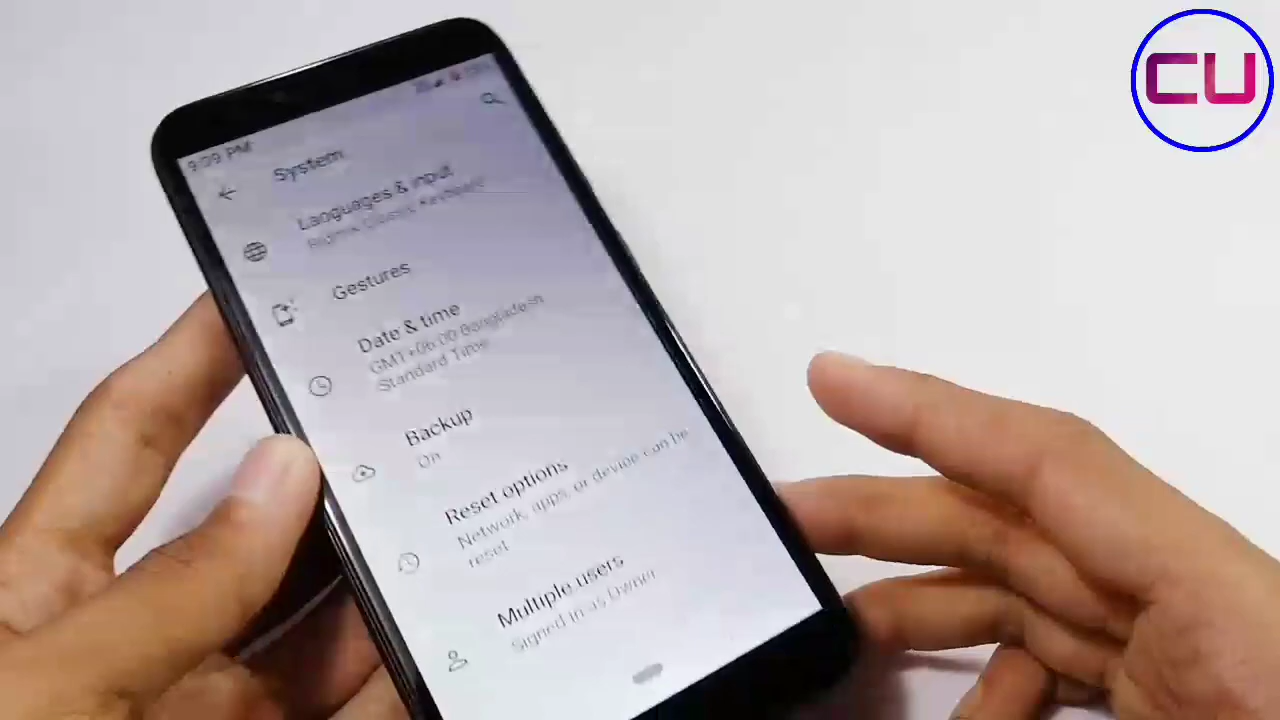 CU
9:09 PM
System
Languages & input
Gestures
Date & time
GMT+06:00 Bangladesh
Standard Time
Backup
On
Reset options
Network, apps, or device can be
reset
Multiple users
Signed in as Owner